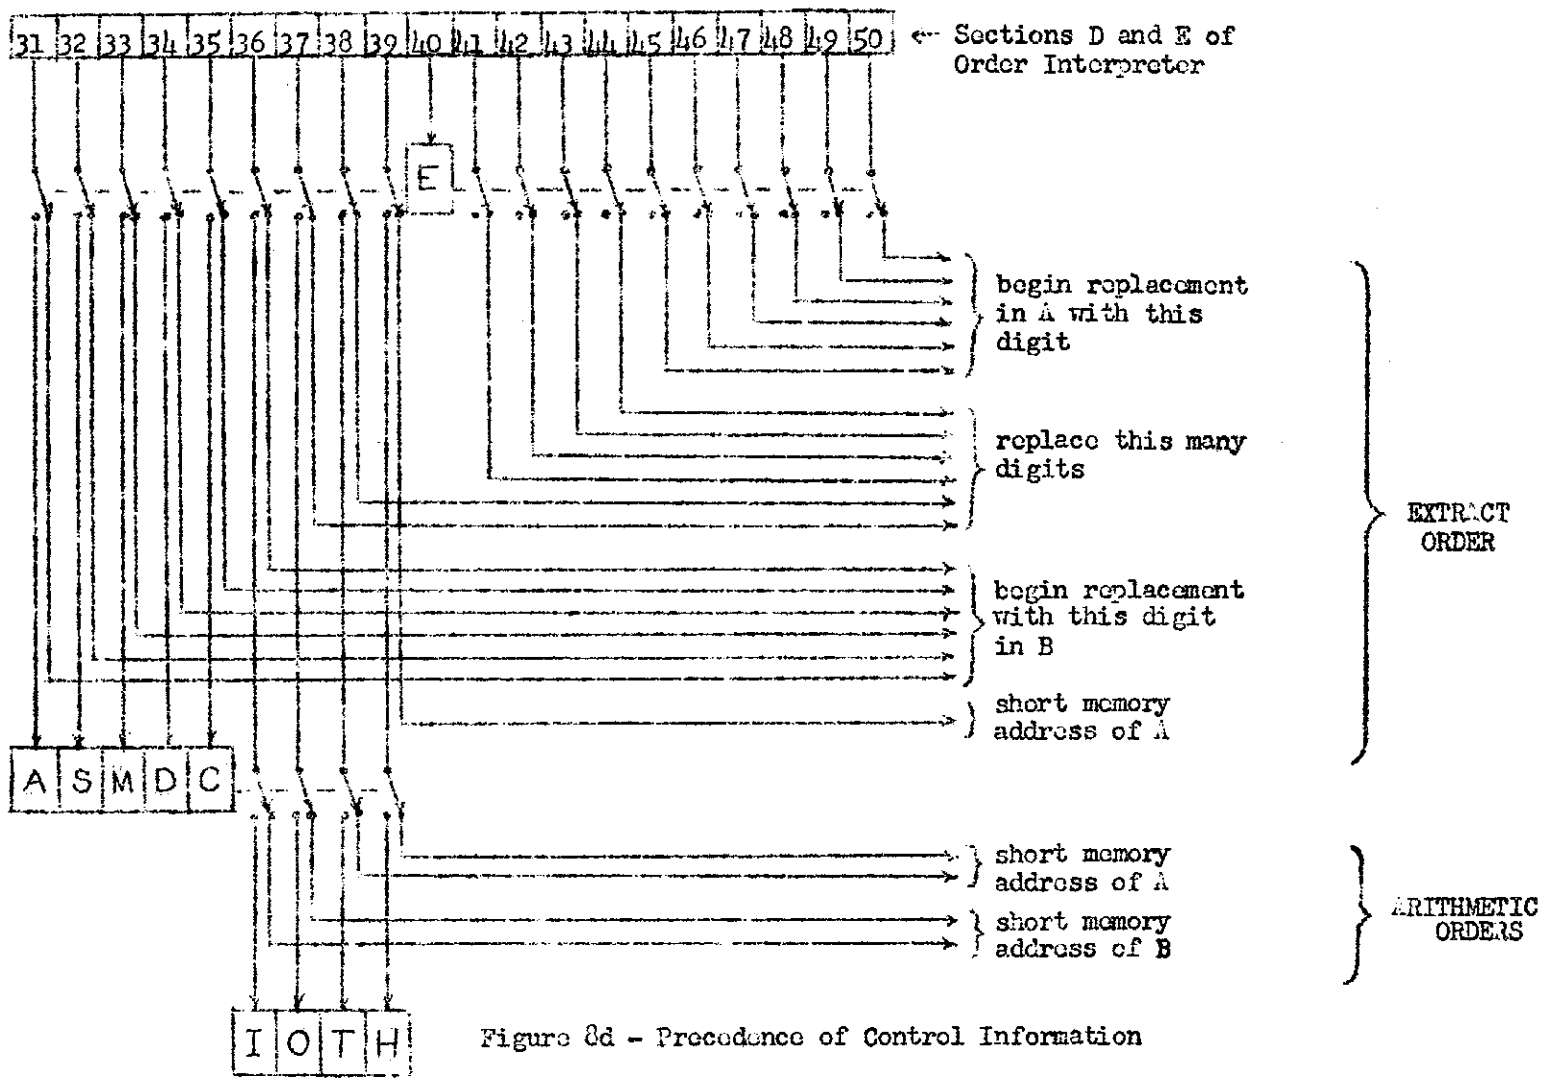 31 32 33 34 35 36 37 38 39 40 41 42 43 44 45 46 47 48 49 50
Sections D and E of
Order Interpreter
E
begin replacement
in A with this
digit
replace this many
digits
EXTRACT
ORDER
begin replacement
with this digit
in B
short memory
address of A
A S M D C
short memory
address of A
ARITHMETIC
ORDERS
short memory
address of B
I O T H
Figure 8d - Precedence of Control Information